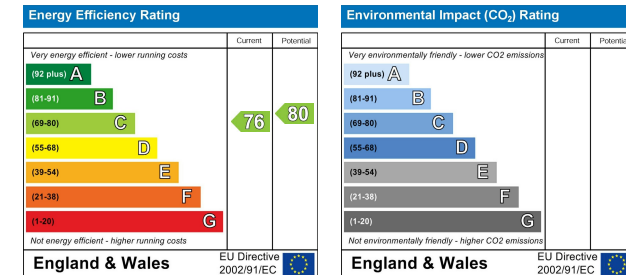 Energy Efficiency Rating
Current Potential
Very energy efficient - lower running costs
(92 plus) A
(81-91) B
(69-80) C
76 80
(55-68) D
(39-54) E
(21-38) F
(1-20) G
Not energy efficient - higher running costs
England & Wales
EU Directive
2002/91/EC
Environmental Impact (CO₂) Rating
Current Potentia
Very environmentally friendly - lower CO2 emissions
(92 plus) A
(81-91) B
(69-80) C
(55-68) D
(39-54) E
(21-38) F
(1-20) G
Not environmentally friendly - higher CO2 emissions
England & Wales
EU Directive
2002/91/EC